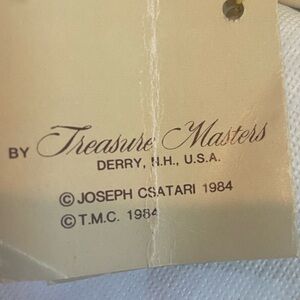 BY Treasure Masters
DERRY, N.H., U.S.A.
© JOSEPH CSATARI 1984
© T.M.C. 1984